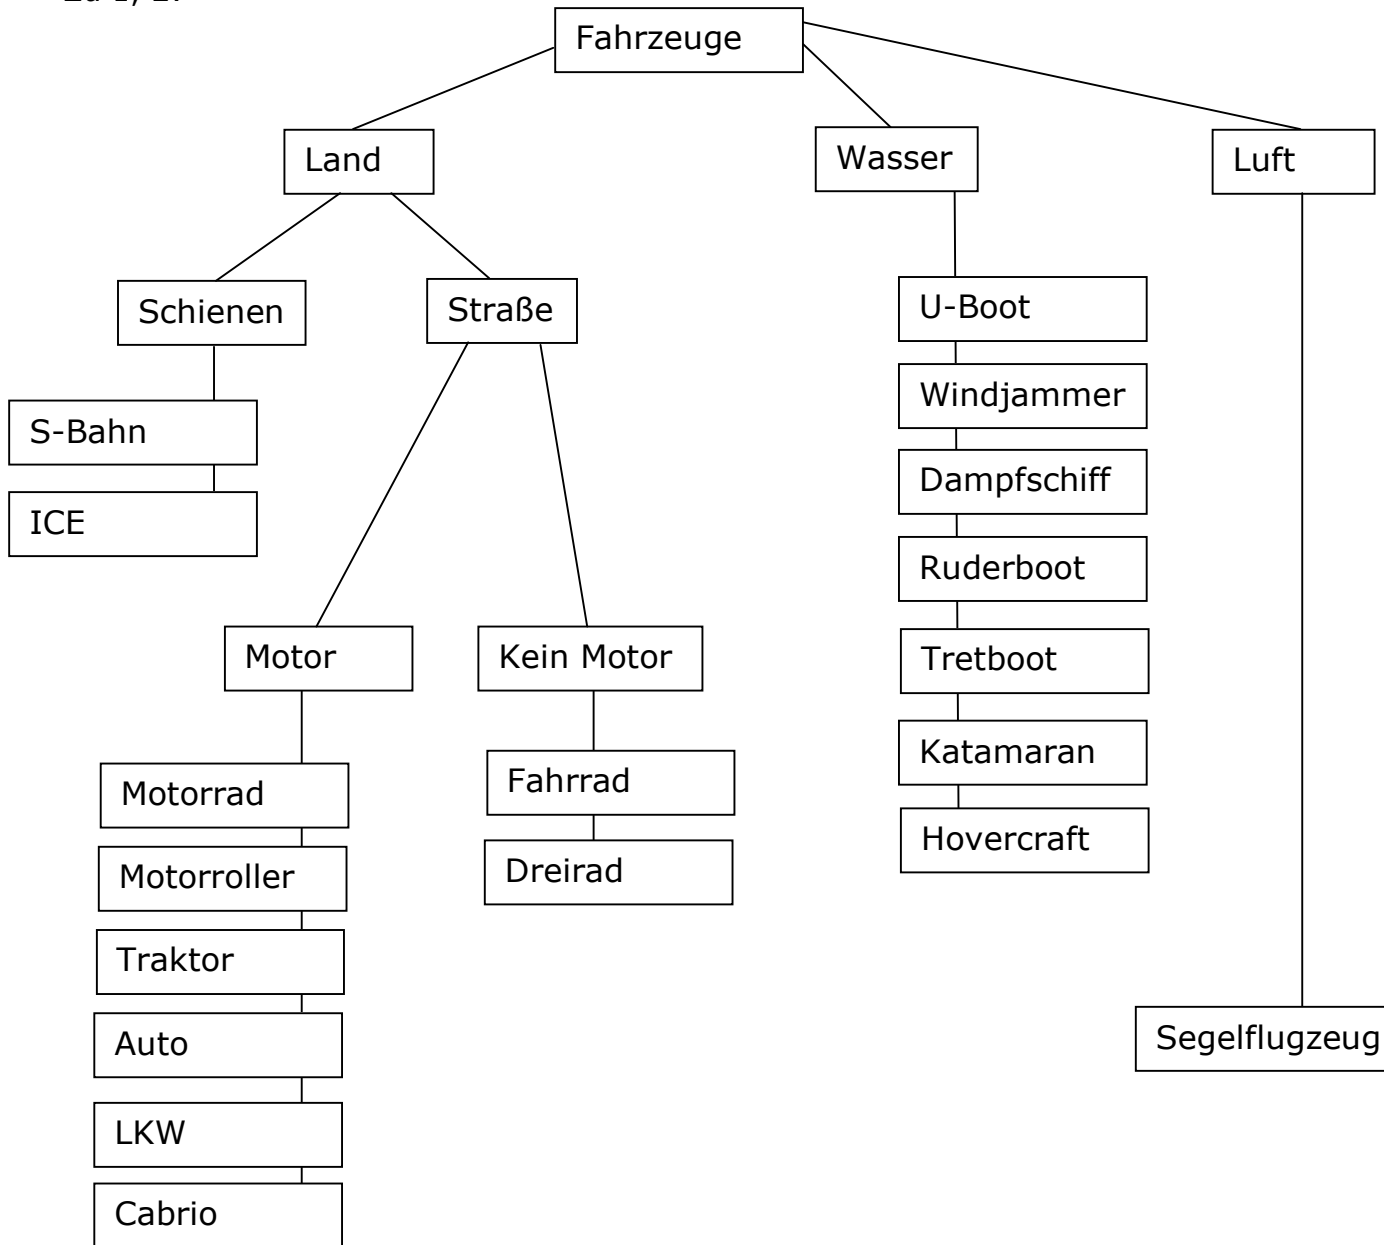 Fahrzeuge
Land
Wasser
Luft
Schienen
Straße
S-Bahn
ICE
Motor
Kein Motor
Motorrad
Motorroller
Traktor
Auto
LKW
Cabrio
Fahrrad
Dreirad
U-Boot
Windjammer
Dampfschiff
Ruderboot
Tretboot
Katamaran
Hovercraft
Segelflugzeug